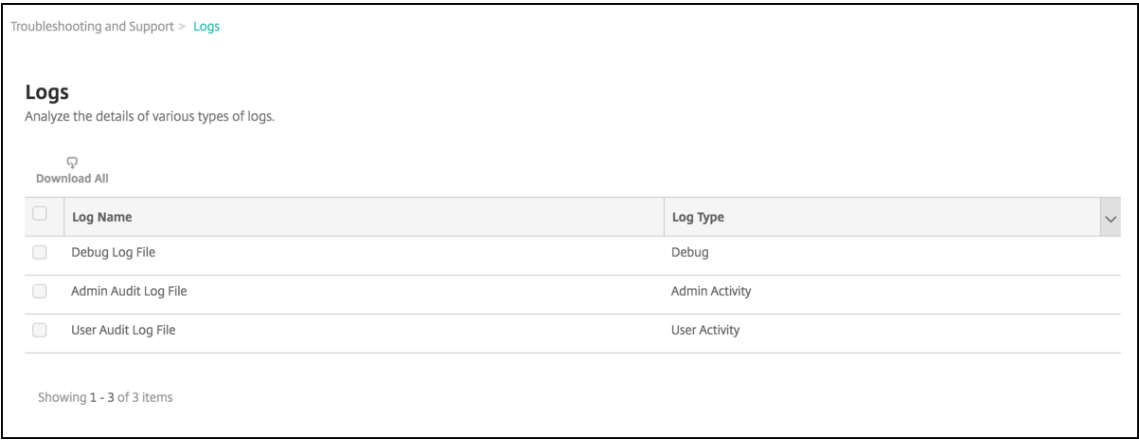 Troubleshooting and Support > Logs
Logs
Analyze the details of various types of logs.
Download All
Log Name Log Type
Debug Log File Debug
Admin Audit Log File Admin Activity
User Audit Log File User Activity
Showing 1 - 3 of 3 items